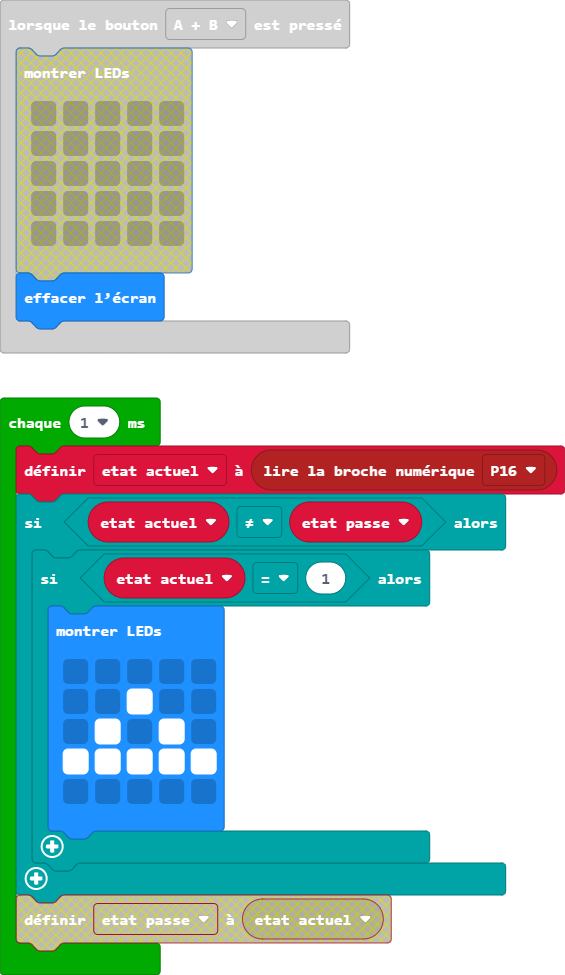 lorsque le bouton A + B est pressé
montrer LEDs
effacer l'écran
chaque 1 ms
définir etat actuel à lire la broche numérique P16
si etat actuel ≠ etat passe alors
si etat actuel = 1 alors
montrer LEDs
définir etat passe à etat actuel